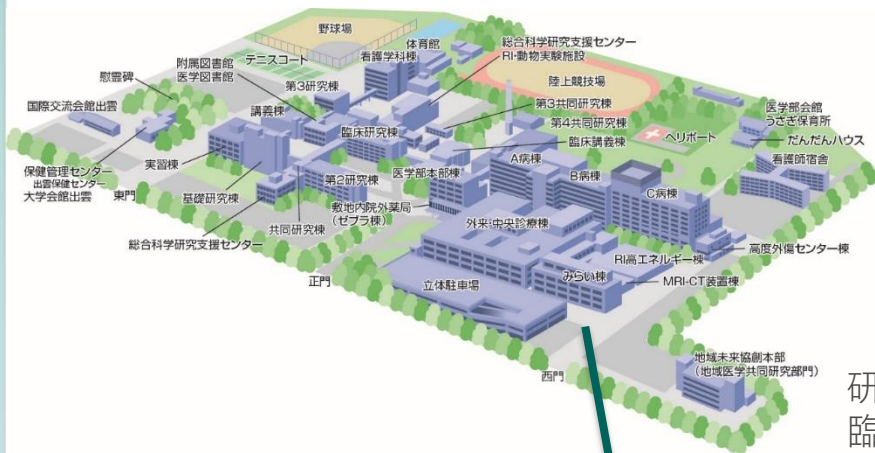 野球場
体育館
テニスコート
看護学科棟
総合科学研究支援センター
RI・動物実験施設
附属図書館
医学図書館
慰霊碑
第3研究棟
陸上競技場
国際交流会館出雲
講義棟
第3共同研究棟
医学部会館
うさぎ保育所
臨床研究棟
第4共同研究棟
ヘリポート
だんだんハウス
臨床講義棟
実習棟
A病棟
看護師宿舎
保健管理センター
出雲保健センター
大学会館出雲
第2研究棟
医学部本部棟
B病棟
C病棟
東門
基礎研究棟
敷地内院外薬局
(ゼブラ棟)
共同研究棟
外来・中央診療棟
総合科学研究支援センター
高度外傷センター棟
RI高エネルギー棟
正門
みらい棟
MRI-CT装置棟
立体駐車場
地域未来協創本部
(地域医学共同研究部門)
西門
研
臨